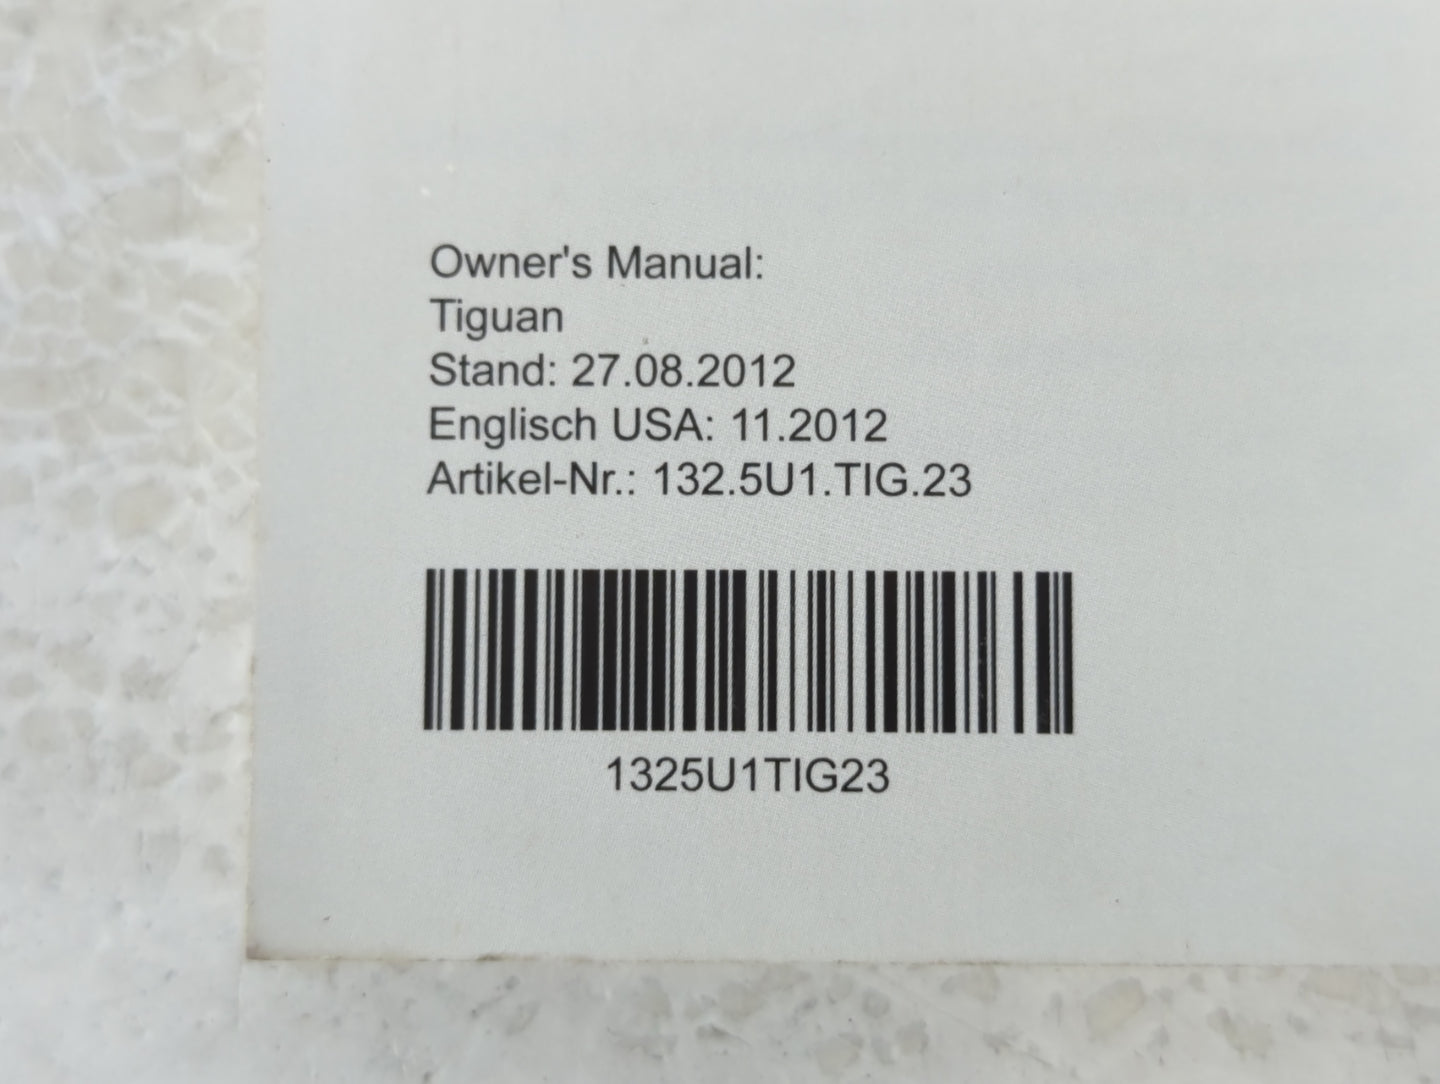 Owner's Manual:
Tiguan
Stand: 27.08.2012
Englisch USA: 11.2012
Artikel-Nr.: 132.5U1.TIG.23
1325U1TIG23